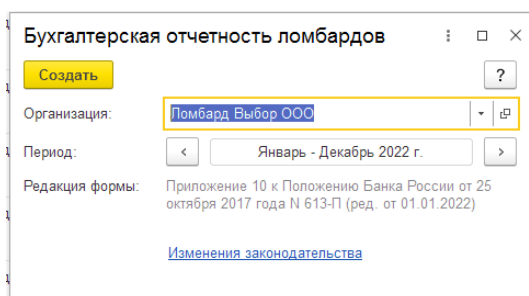 Бухгалтерская отчетность ломбардов
Создать
?
Организация: Ломбард Выбор ООО
Период: < Январь - Декабрь 2022 г. >
Редакция формы: Приложение 10 к Положению Банка России от 25
октября 2017 года N 613-П (ред. от 01.01.2022)
Изменения законодательства